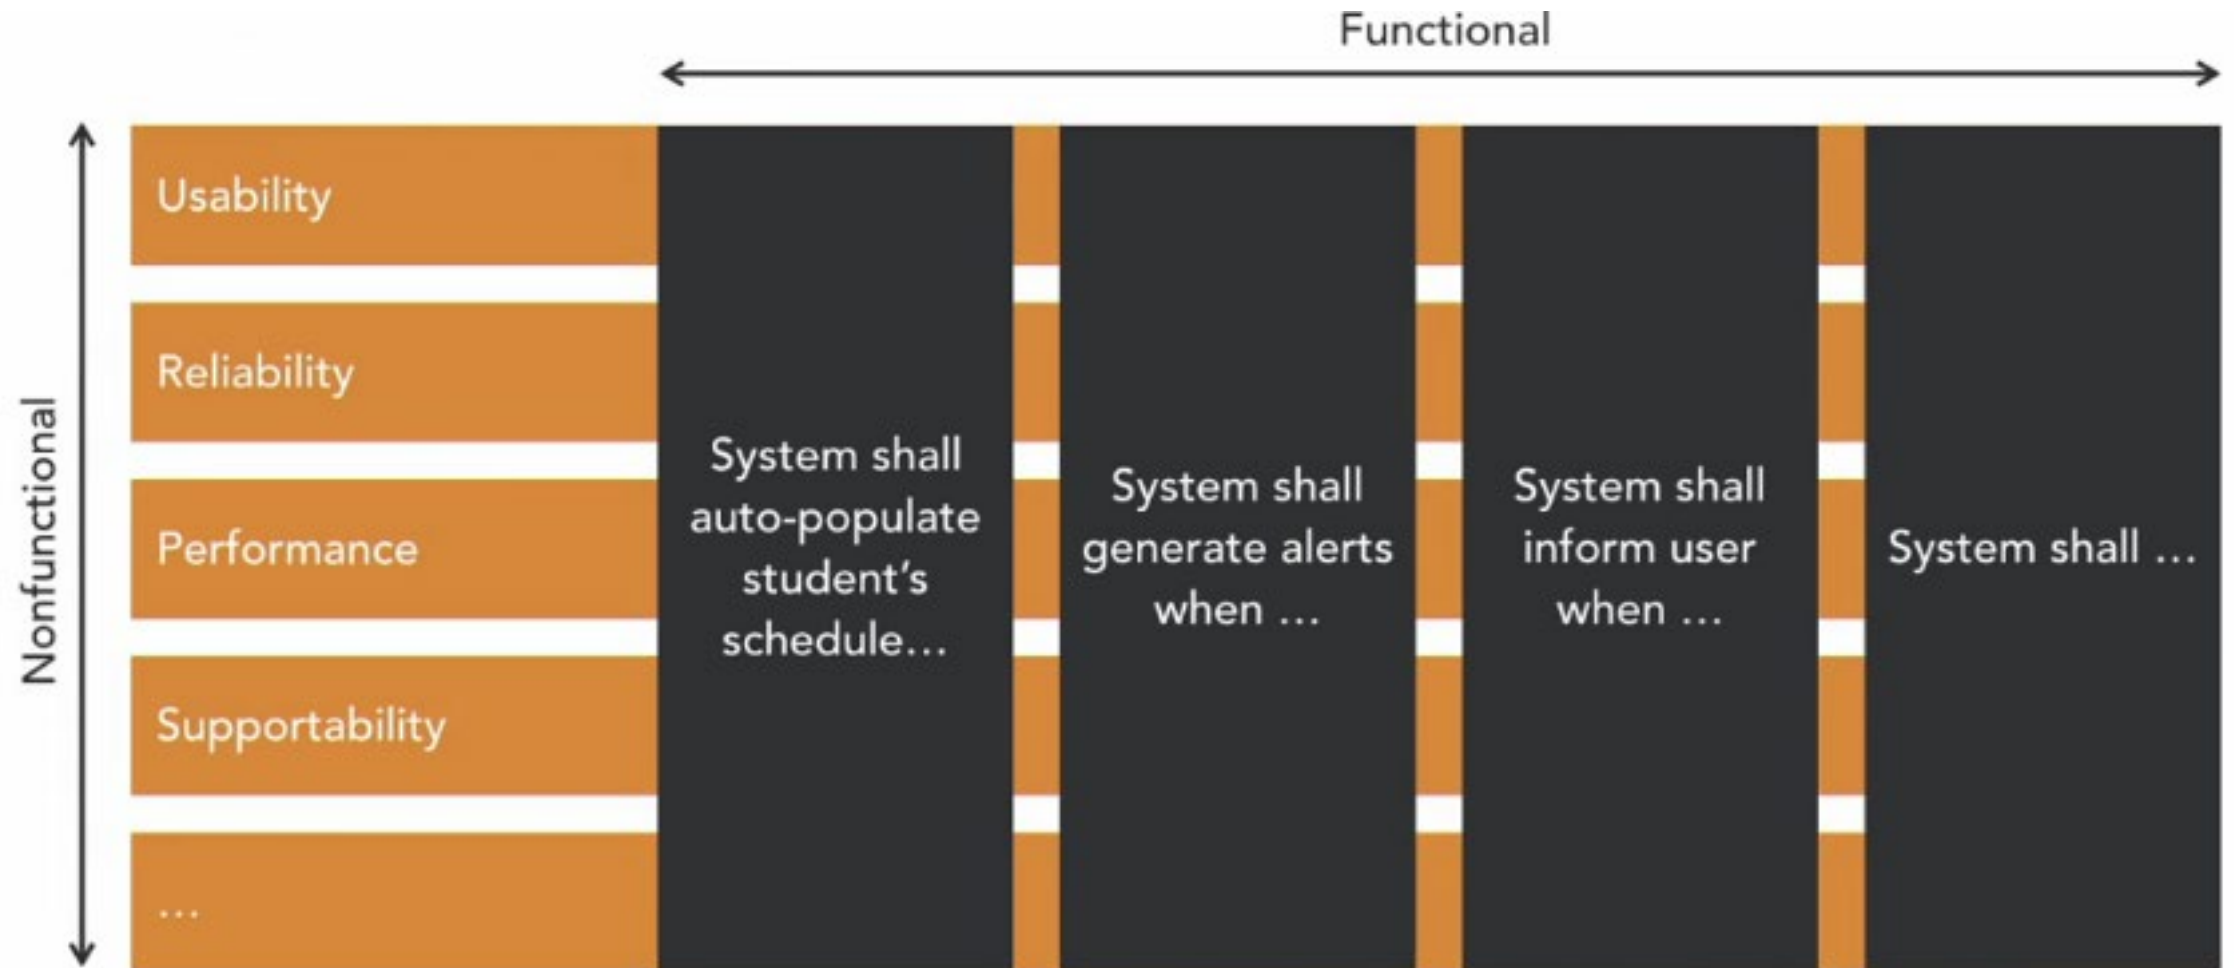 Functional
Nonfunctional
Usability
Reliability
Performance
Supportability
…
System shall
auto-populate
student’s
schedule…
System shall
generate alerts
when …
System shall
inform user
when …
System shall …